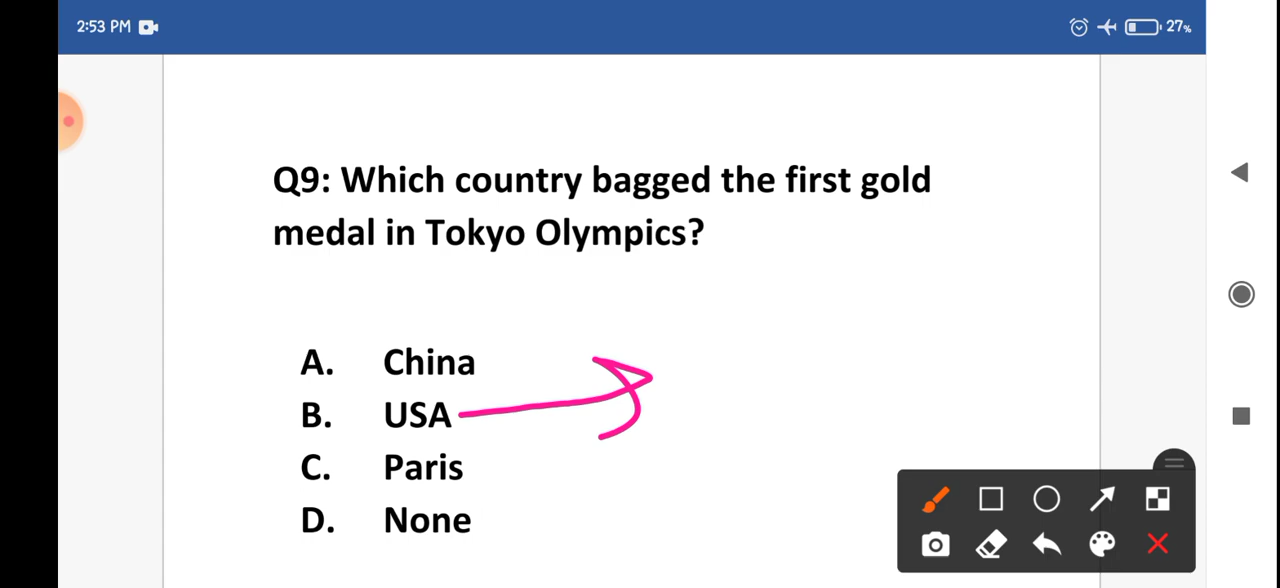 2:53 PM 27%
Q9: Which country bagged the first gold
medal in Tokyo Olympics?
A. China
B. USA
C. Paris
D. None